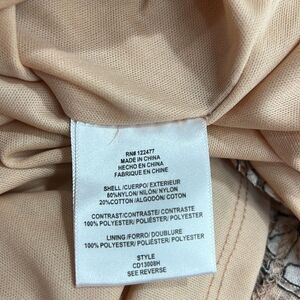 RN# 122477
MADE IN CHINA
HECHO EN CHINA
FABRIQUE EN CHINE
SHELL /CUERPO/ EXTERIEUR
80%NYLON/ NILÓN/ NYLON
20%COTTON/ALGODÓN/ COTON
CONTRAST/CONTRASTE/ CONTRASTE
100% POLYESTER/ POLIÉSTER/ POLYESTER
LINING /FORRO/ DOUBLURE
100% POLYESTER/ POLIÉSTER/ POLYESTER
STYLE
CD13008H
SEE REVERSE